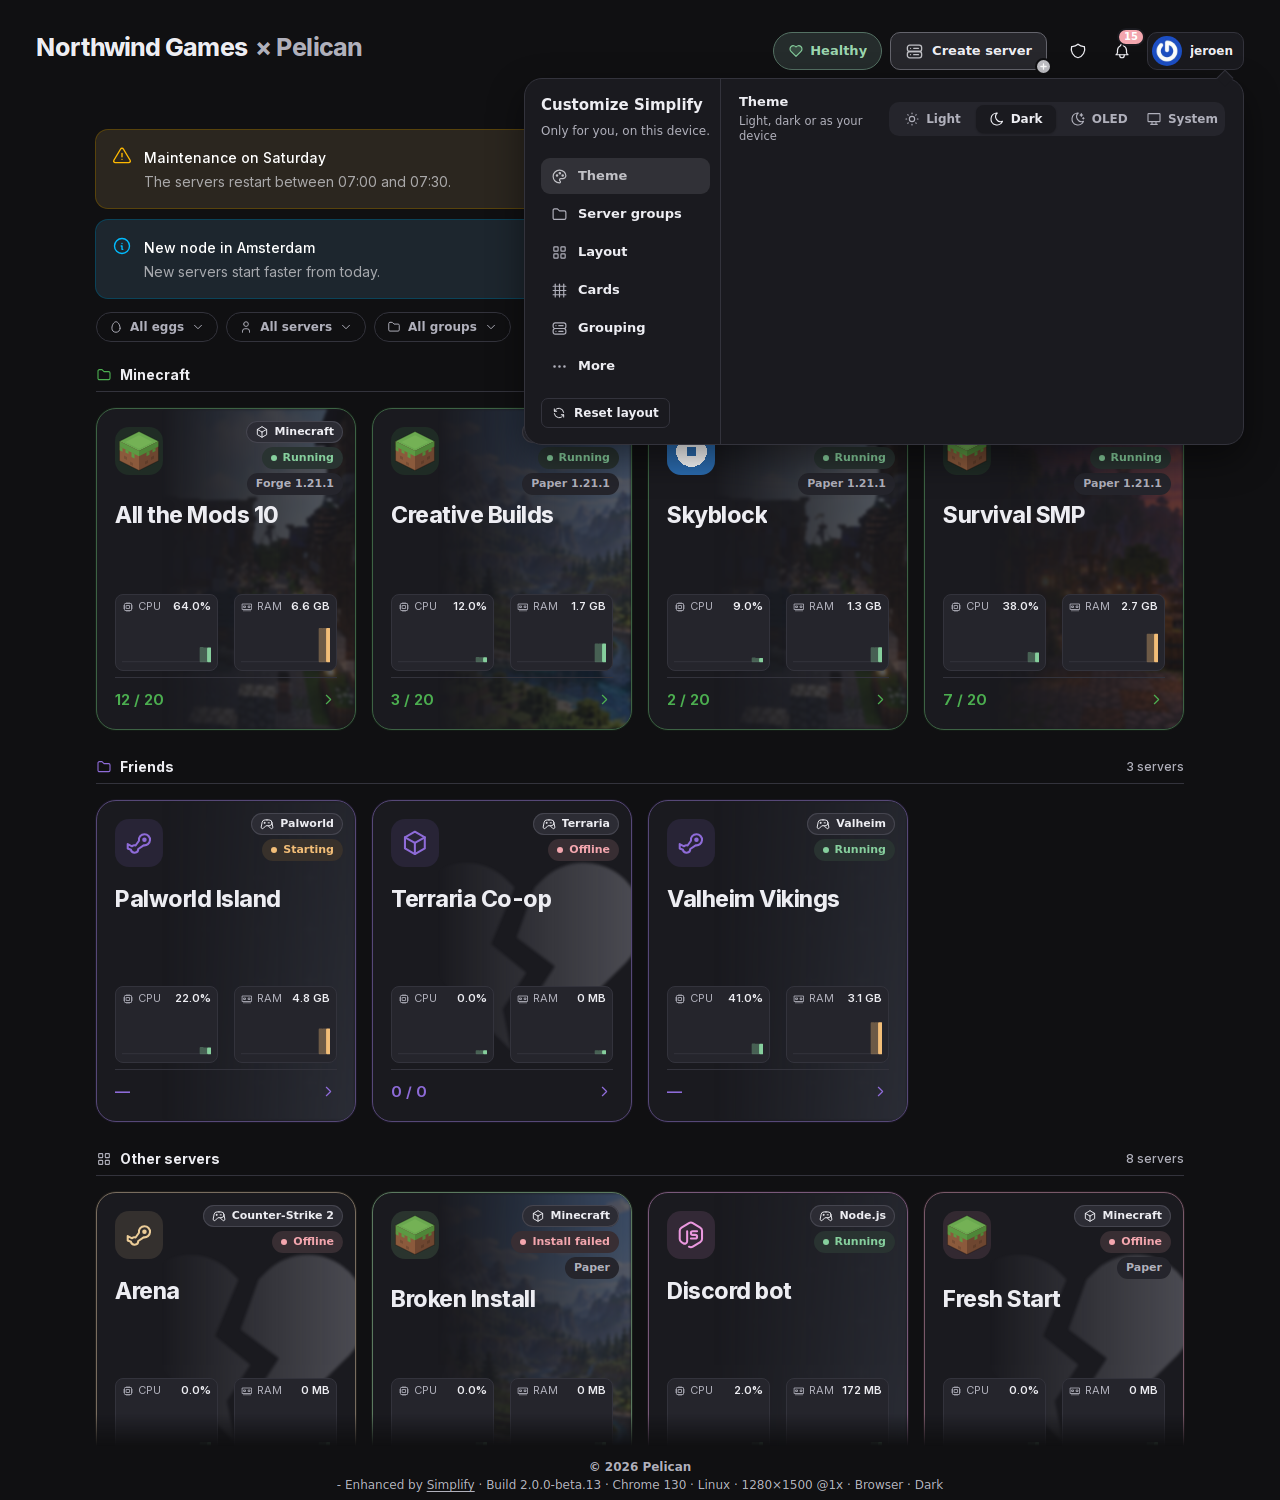 Northwind Games × Pelican
Healthy
Create server
15
jeroen
Customize Simplify
Only for you, on this device.
Theme
Server groups
Layout
Cards
Grouping
More
Reset layout
Theme
Light, dark or as your
device
Light
Dark
OLED
System
Maintenance on Saturday
The servers restart between 07:00 and 07:30.
New node in Amsterdam
New servers start faster from today.
All eggs
All servers
All groups
Minecraft
Minecraft
Running
Forge 1.21.1
All the Mods 10
CPU 64.0%
RAM 6.6 GB
12 / 20
Running
Paper 1.21.1
Creative Builds
CPU 12.0%
RAM 1.7 GB
3 / 20
Running
Paper 1.21.1
Skyblock
CPU 9.0%
RAM 1.3 GB
2 / 20
Running
Paper 1.21.1
Survival SMP
CPU 38.0%
RAM 2.7 GB
7 / 20
Friends
3 servers
Palworld
Starting
Palworld Island
CPU 22.0%
RAM 4.8 GB
—
Terraria
Offline
Terraria Co-op
CPU 0.0%
RAM 0 MB
0 / 0
Valheim
Running
Valheim Vikings
CPU 41.0%
RAM 3.1 GB
—
Other servers
8 servers
Counter-Strike 2
Offline
Arena
CPU 0.0%
RAM 0 MB
Minecraft
Install failed
Paper
Broken Install
CPU 0.0%
RAM 0 MB
Node.js
Running
Discord bot
CPU 2.0%
RAM 172 MB
Minecraft
Offline
Paper
Fresh Start
CPU 0.0%
RAM 0 MB
© 2026 Pelican
- Enhanced by Simplify · Build 2.0.0-beta.13 · Chrome 130 · Linux · 1280×1500 @1x · Browser · Dark